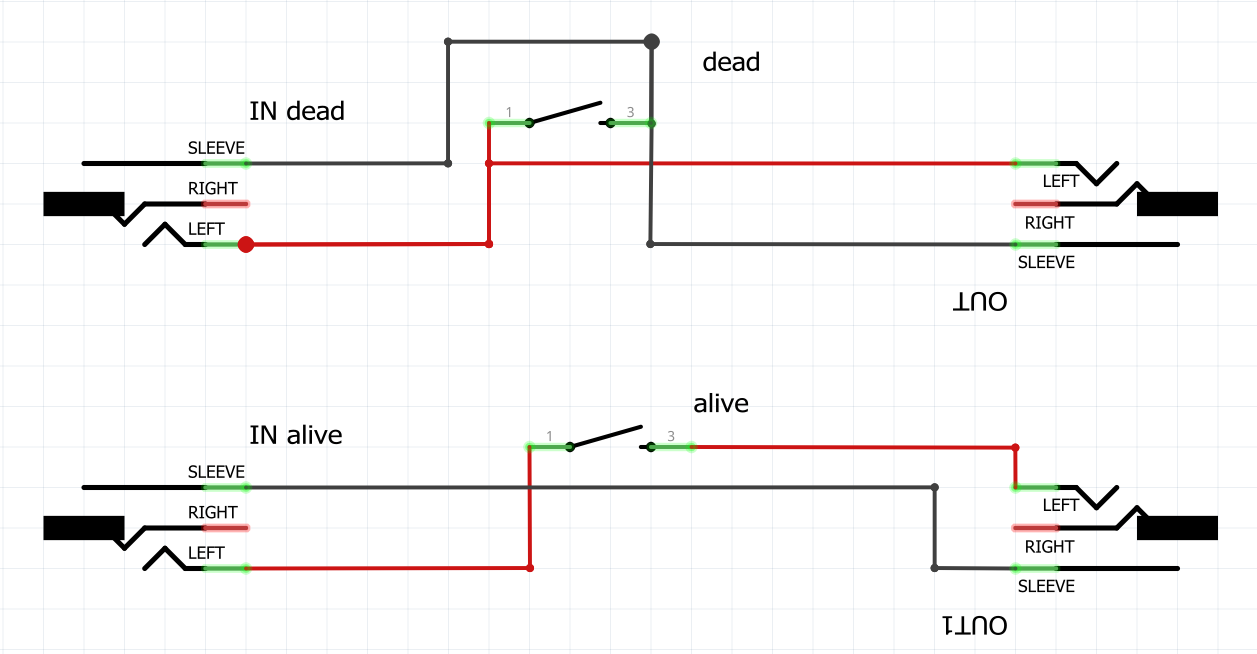 dead
IN dead
1 3
SLEEVE
RIGHT
LEFT
LEFT
RIGHT
SLEEVE
OUT
alive
IN alive
1 3
SLEEVE
RIGHT
LEFT
LEFT
RIGHT
SLEEVE
OUT1